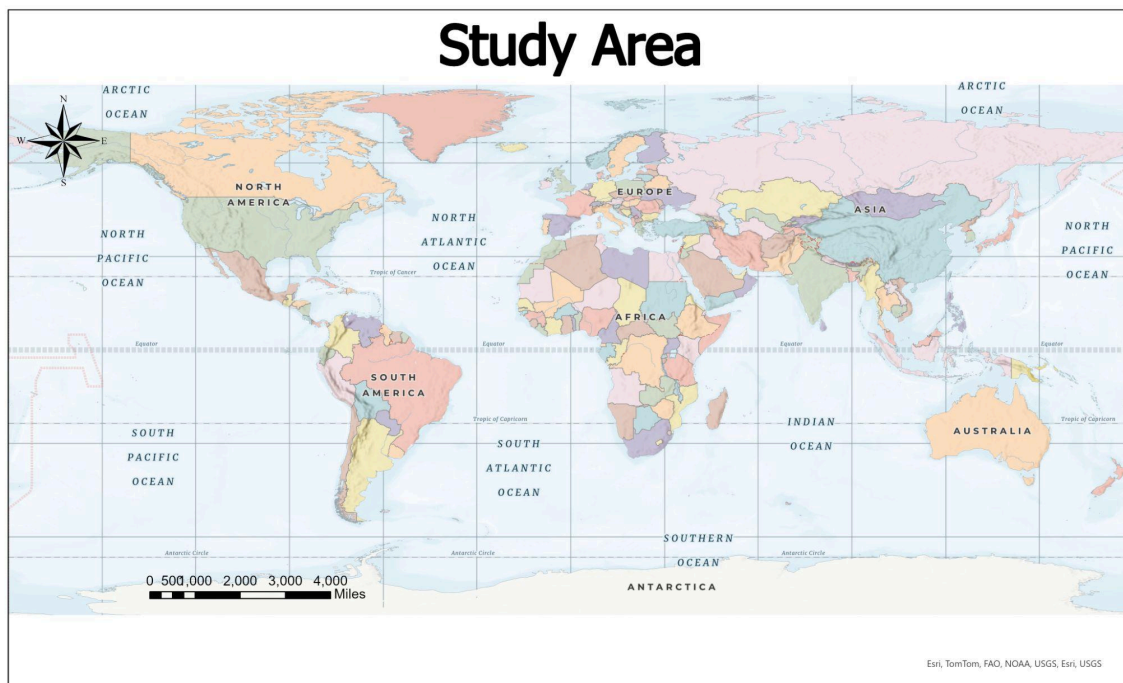 Study Area
ARCTIC
OCEAN
ARCTIC
OCEAN
N
W
E
S
NORTH
AMERICA
EUROPE
ASIA
NORTH
PACIFIC
OCEAN
NORTH
ATLANTIC
OCEAN
NORTH
PACIFIC
OCEAN
Tropic of Cancer
AFRICA
Equator
Equator
Equator
Equator
SOUTH
AMERICA
Tropic of Capricorn
Tropic of Capricorn
Tropic of Capricorn
SOUTH
PACIFIC
OCEAN
SOUTH
ATLANTIC
OCEAN
INDIAN
OCEAN
AUSTRALIA
SOUTHERN
OCEAN
Antarctic Circle
Antarctic Circle
Antarctic Circle
ANTARCTICA
0 500 1,000 2,000 3,000 4,000
Miles
Esri, TomTom, FAO, NOAA, USGS, Esri, USGS